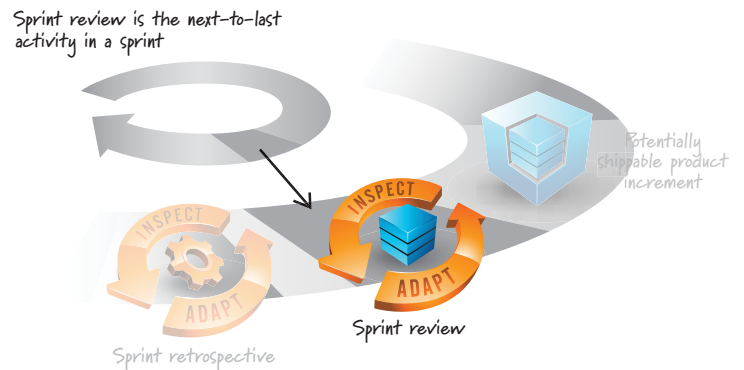 Sprint review is the next-to-last
activity in a sprint
Potentially
shippable product
increment
INSPECT
ADAPT
INSPECT
ADAPT
Sprint review
Sprint retrospective